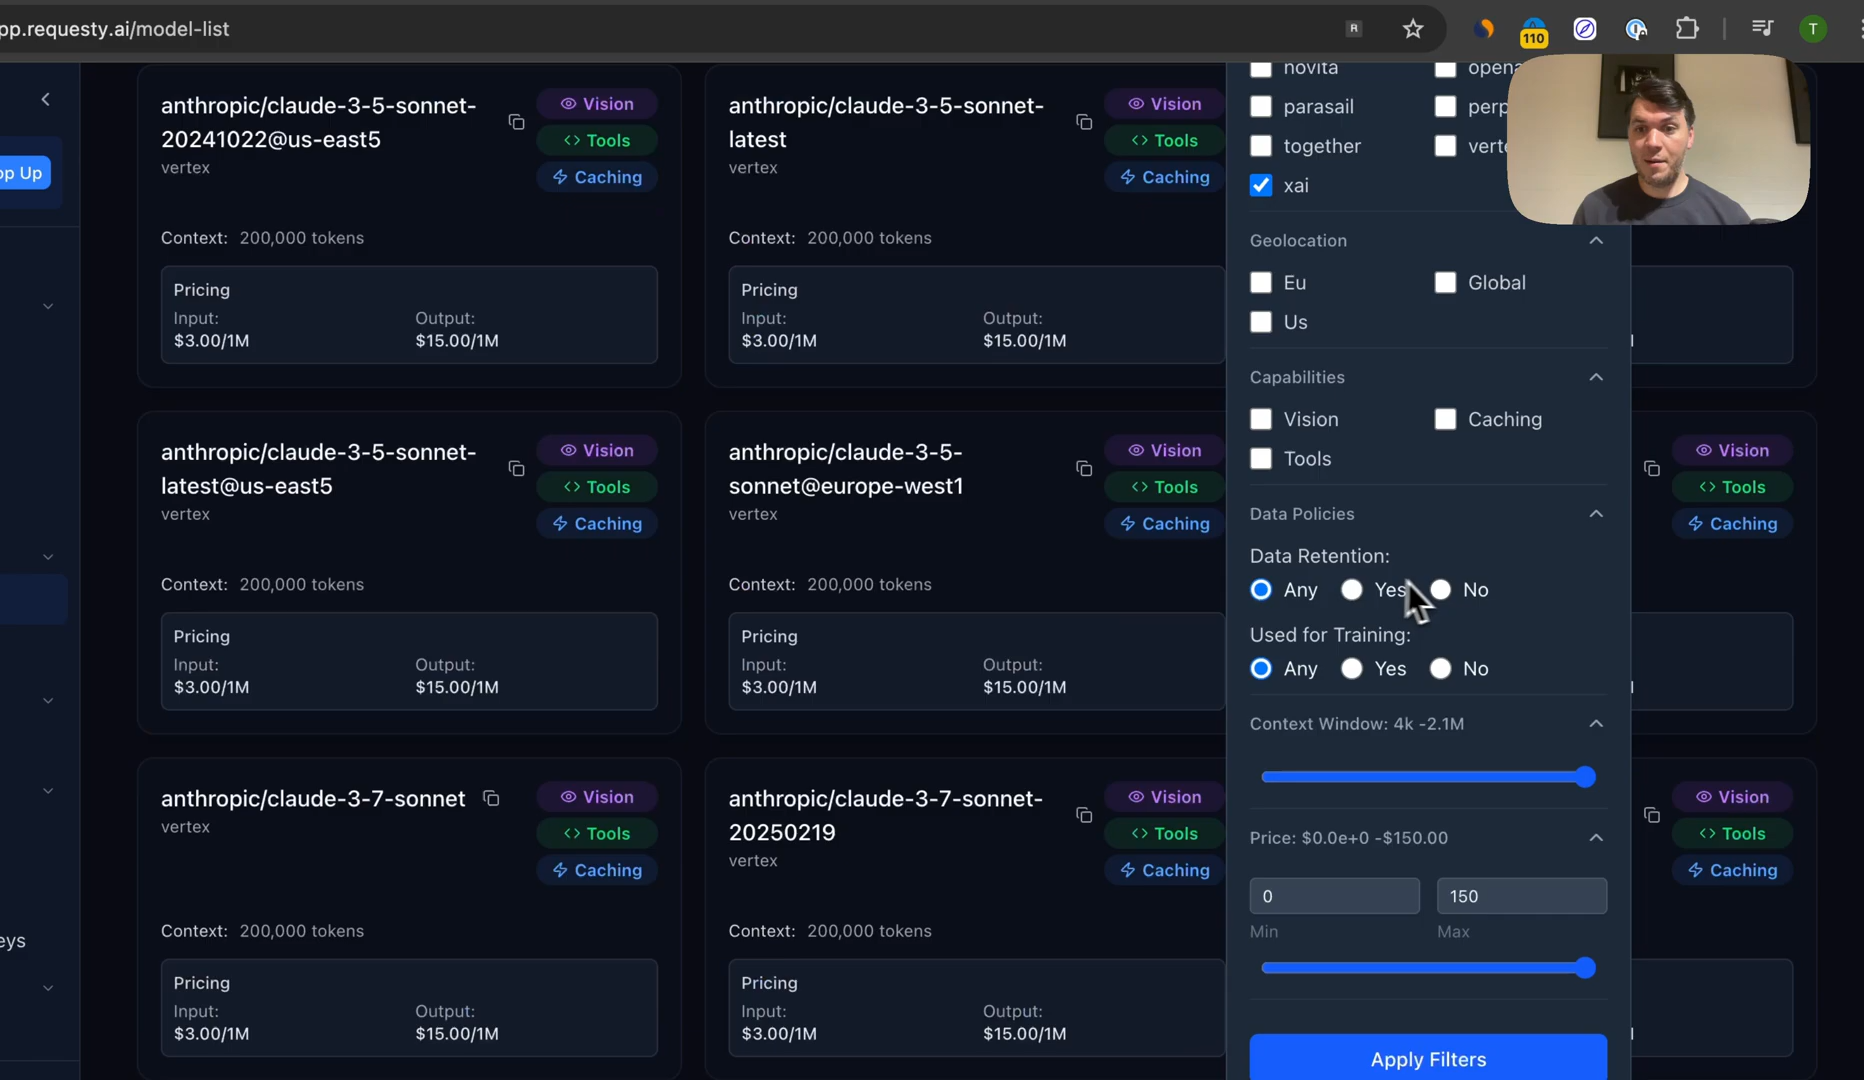 pp.requesty.ai/model-list
R
110
T
op Up
eys
anthropic/claude-3-5-sonnet-
20241022@us-east5
vertex
Vision
Tools
Caching
Context: 200,000 tokens
Pricing
Input: Output:
$3.00/1M $15.00/1M
anthropic/claude-3-5-sonnet-
latest
vertex
Vision
Tools
Caching
Context: 200,000 tokens
Pricing
Input: Output:
$3.00/1M $15.00/1M
anthropic/claude-3-5-sonnet-
latest@us-east5
vertex
Vision
Tools
Caching
Context: 200,000 tokens
Pricing
Input: Output:
$3.00/1M $15.00/1M
anthropic/claude-3-5-
sonnet@europe-west1
vertex
Vision
Tools
Caching
Context: 200,000 tokens
Pricing
Input: Output:
$3.00/1M $15.00/1M
Vision
Tools
Caching
anthropic/claude-3-7-sonnet
vertex
Vision
Tools
Caching
Context: 200,000 tokens
Pricing
Input: Output:
$3.00/1M $15.00/1M
anthropic/claude-3-7-sonnet-
20250219
vertex
Vision
Tools
Caching
Context: 200,000 tokens
Pricing
Input: Output:
$3.00/1M $15.00/1M
Vision
Tools
Caching
novita opena
parasail perp
together verte
xai
Geolocation
Eu Global
Us
Capabilities
Vision Caching
Tools
Data Policies
Data Retention:
Any Yes No
Used for Training:
Any Yes No
Context Window: 4k -2.1M
Price: $0.0e+0 -$150.00
0 150
Min Max
Apply Filters